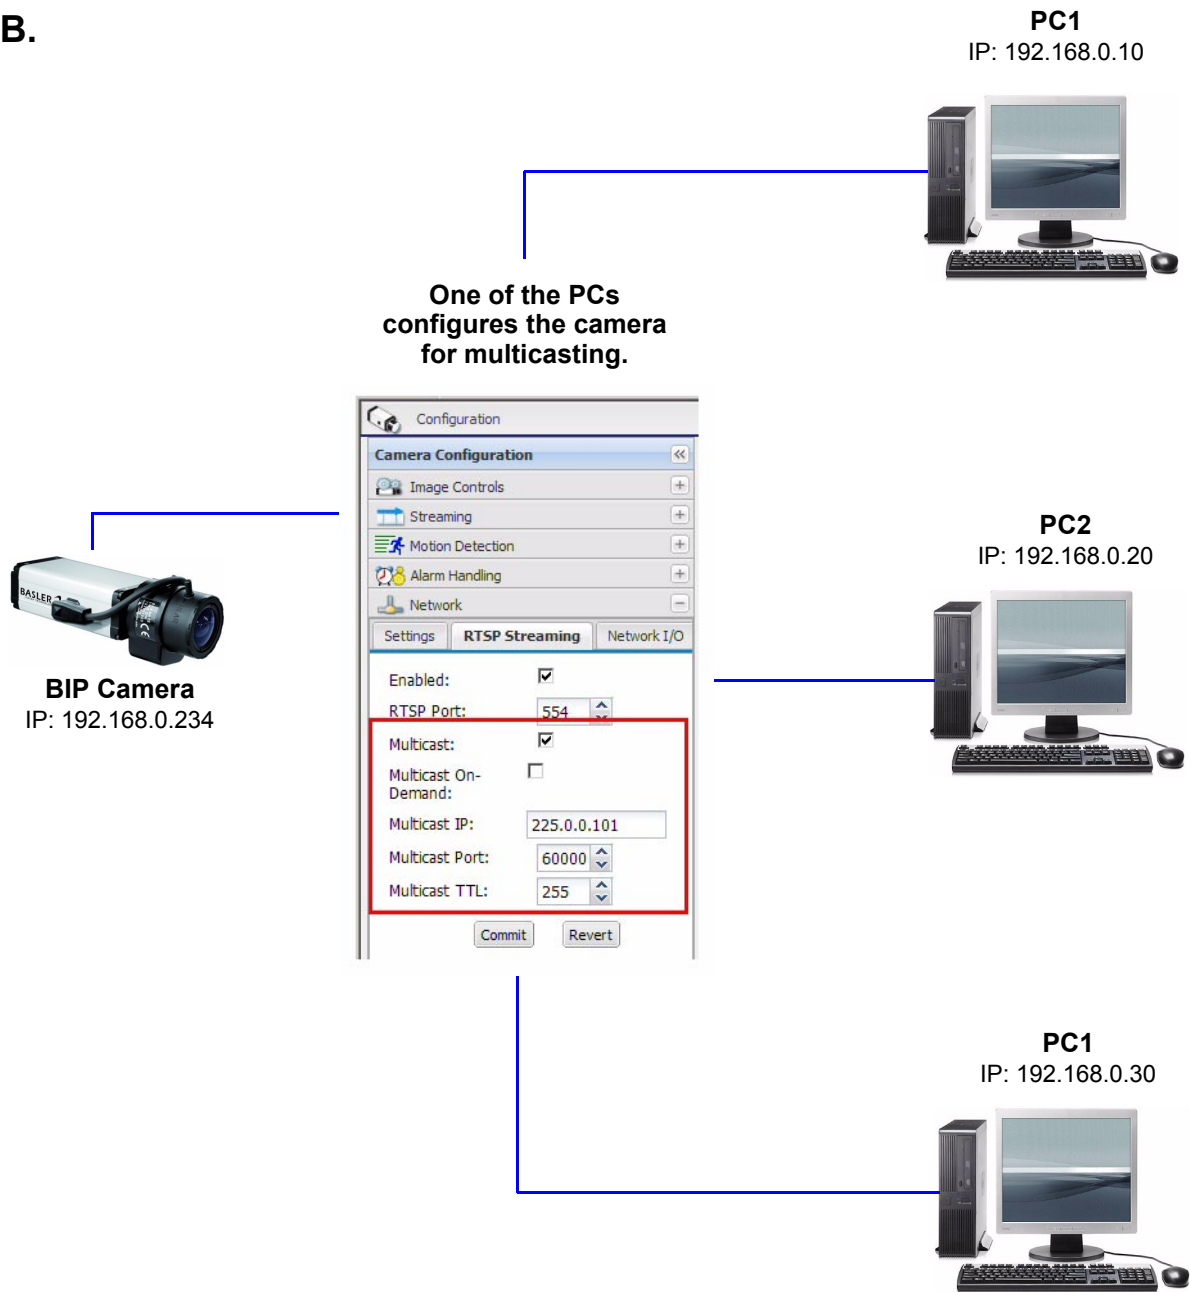 B.
PC1
IP: 192.168.0.10
One of the PCs
configures the camera
for multicasting.
Configuration
Camera Configuration
Image Controls
Streaming
Motion Detection
Alarm Handling
Network
Settings RTSP Streaming Network I/O
Enabled:
RTSP Port: 554
Multicast:
Multicast On-
Demand:
Multicast IP: 225.0.0.101
Multicast Port: 60000
Multicast TTL: 255
Commit Revert
BASLER
BIP Camera
IP: 192.168.0.234
PC2
IP: 192.168.0.20
PC1
IP: 192.168.0.30